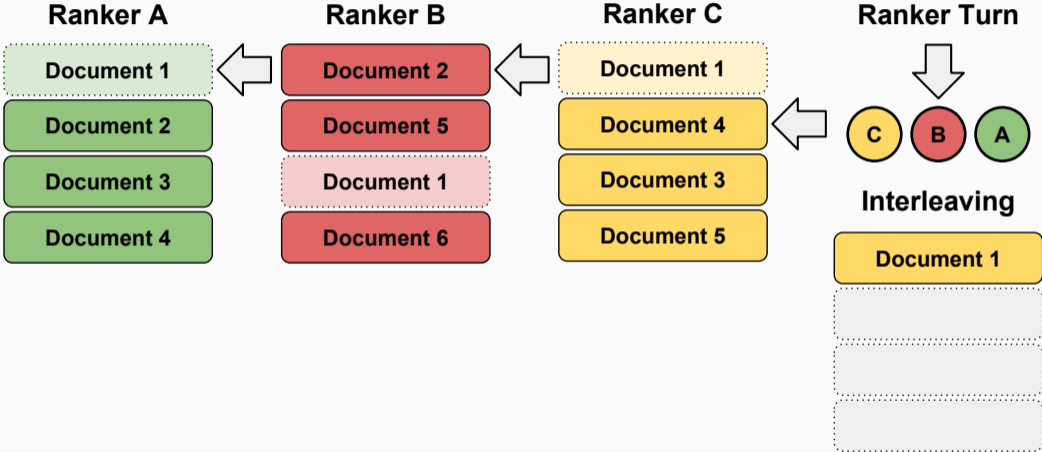 Ranker A
Document 1
Document 2
Document 3
Document 4
Ranker B
Document 2
Document 5
Document 1
Document 6
Ranker C
Document 1
Document 4
Document 3
Document 5
Ranker Turn
C B A
Interleaving
Document 1